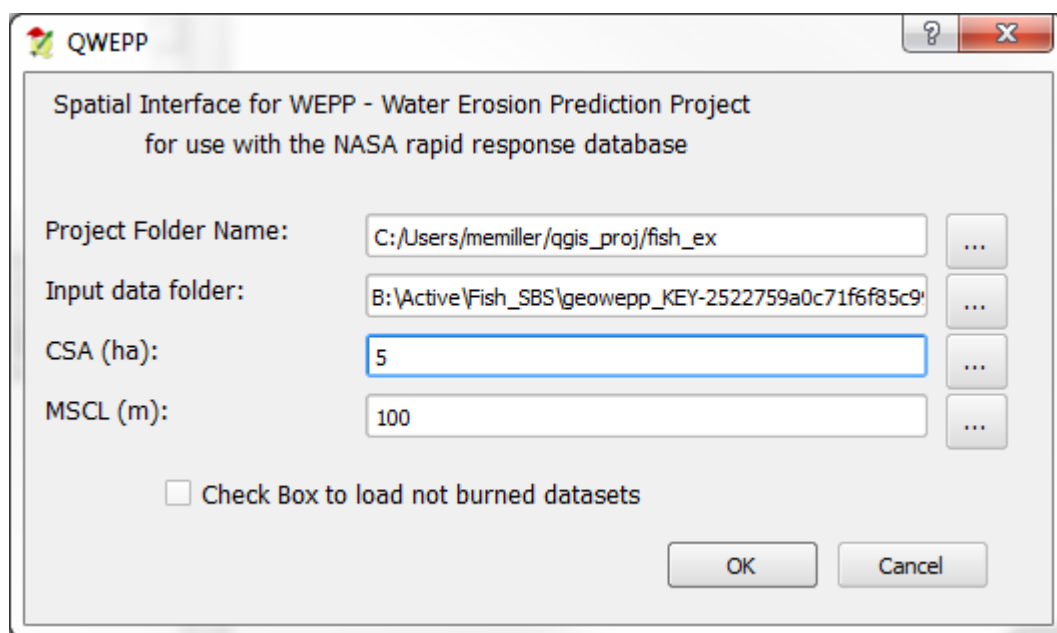 QWEPP
Spatial Interface for WEPP - Water Erosion Prediction Project
for use with the NASA rapid response database
Project Folder Name: C:/Users/memiller/qgis_proj/fish_ex ...
Input data folder: B:\Active\Fish_SBS\geowepp_KEY-2522759a0c71f6f85c9 ...
CSA (ha): 5 ...
MSCL (m): 100 ...
Check Box to load not burned datasets
OK Cancel